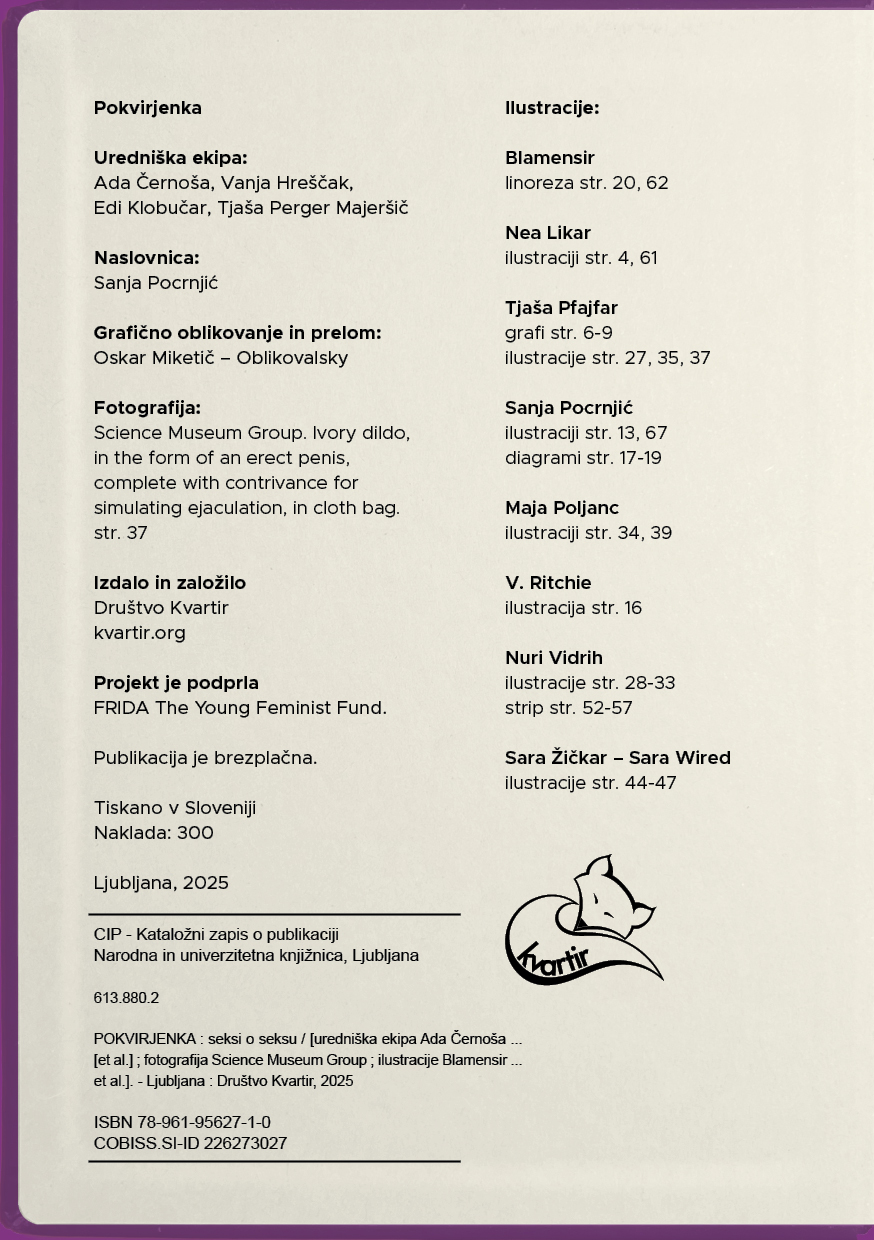 Pokvirjenka
Uredniška ekipa:
Ada Černoša, Vanja Hreščak,
Edi Klobučar, Tjaša Perger Majeršič
Naslovnica:
Sanja Pocrnjić
Grafično oblikovanje in prelom:
Oskar Miketič – Oblikovalsky
Fotografija:
Science Museum Group. Ivory dildo,
in the form of an erect penis,
complete with contrivance for
simulating ejaculation, in cloth bag.
str. 37
Izdalo in založilo
Društvo Kvartir
kvartir.org
Projekt je podprla
FRIDA The Young Feminist Fund.
Publikacija je brezplačna.
Tiskano v Sloveniji
Naklada: 300
Ljubljana, 2025
CIP - Kataložni zapis o publikaciji
Narodna in univerzitetna knjižnica, Ljubljana
613.880.2
POKVIRJENKA : seksi o seksu / [uredniška ekipa Ada Černoša ...
[et al.] ; fotografija Science Museum Group ; ilustracije Blamensir ...
et al.]. - Ljubljana : Društvo Kvartir, 2025
ISBN 78-961-95627-1-0
COBISS.SI-ID 226273027
Ilustracije:
Blamensir
linoreza str. 20, 62
Nea Likar
ilustraciji str. 4, 61
Tjaša Pfajfar
grafi str. 6-9
ilustracije str. 27, 35, 37
Sanja Pocrnjić
ilustraciji str. 13, 67
diagrami str. 17-19
Maja Poljanc
ilustraciji str. 34, 39
V. Ritchie
ilustracija str. 16
Nuri Vidrih
ilustracije str. 28-33
strip str. 52-57
Sara Žičkar – Sara Wired
ilustracije str. 44-47
kvartir